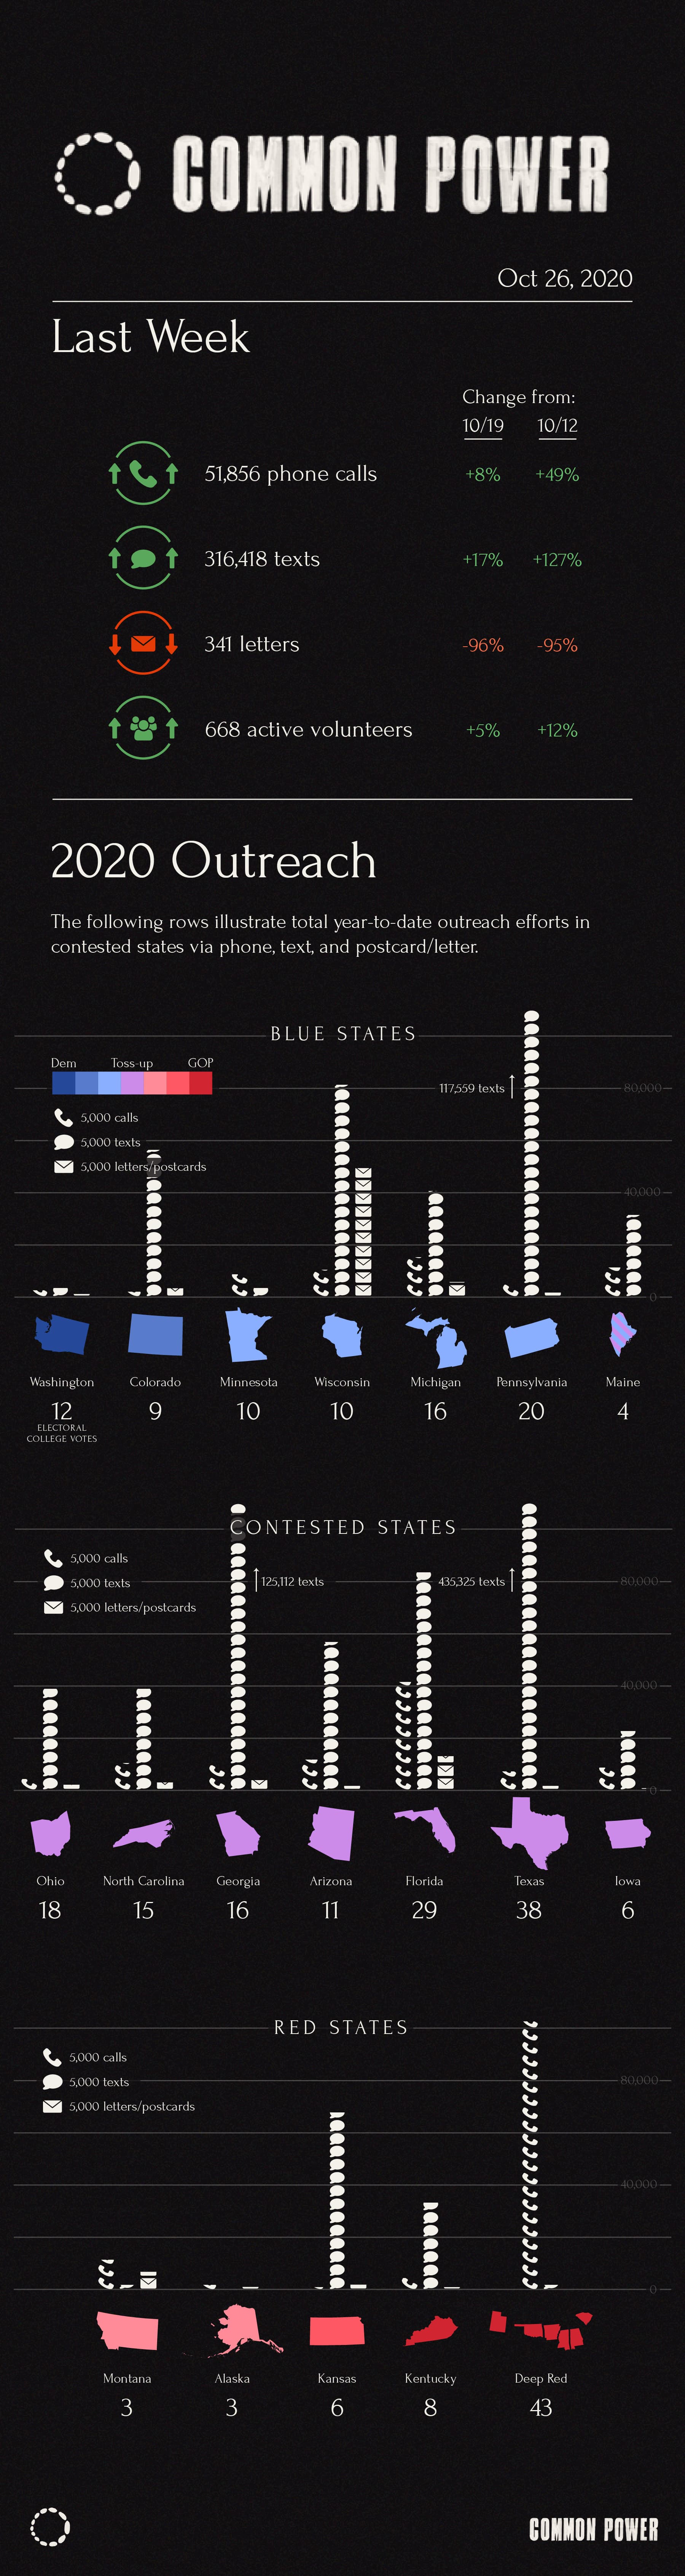 COMMON POWER
Oct 26, 2020
Last Week
Change from:
10/19 10/12
51,856 phone calls +8% +49%
316,418 texts +17% +127%
341 letters -96% -95%
668 active volunteers +5% +12%
2020 Outreach
The following rows illustrate total year-to-date outreach efforts in
contested states via phone, text, and postcard/letter.
BLUE STATES
Dem Toss-up GOP
117,559 texts
80,000
5,000 calls
5,000 texts
5,000 letters/postcards
40,000
0
Washington Colorado Minnesota Wisconsin Michigan Pennsylvania Maine
12 9 10 10 16 20 4
ELECTORAL
COLLEGE VOTES
CONTESTED STATES
5,000 calls
5,000 texts
5,000 letters/postcards
125,112 texts
435,325 texts
80,000
40,000
0
Ohio North Carolina Georgia Arizona Florida Texas Iowa
18 15 16 11 29 38 6
RED STATES
5,000 calls
5,000 texts
5,000 letters/postcards
80,000
40,000
0
Montana Alaska Kansas Kentucky Deep Red
3 3 6 8 43
COMMON POWER